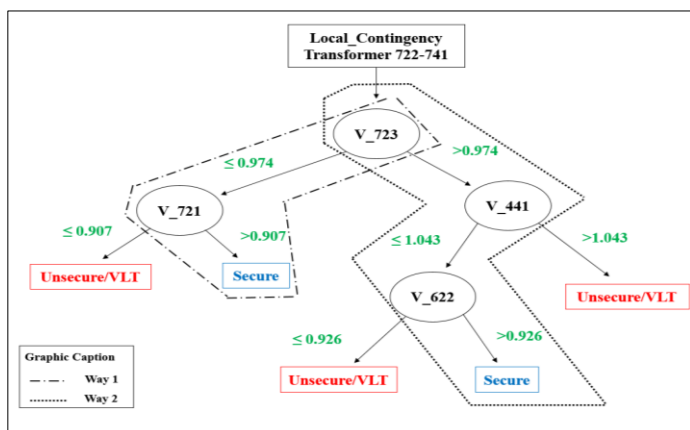 Local_Contingency
Transformer 722-741
V_723
≤ 0.974
>0.974
V_721
V_441
≤ 0.907
>0.907
≤ 1.043
>1.043
Unsecure/VLT
Secure
V_622
Unsecure/VLT
≤ 0.926
>0.926
Graphic Caption
Way 1
Way 2
Unsecure/VLT
Secure